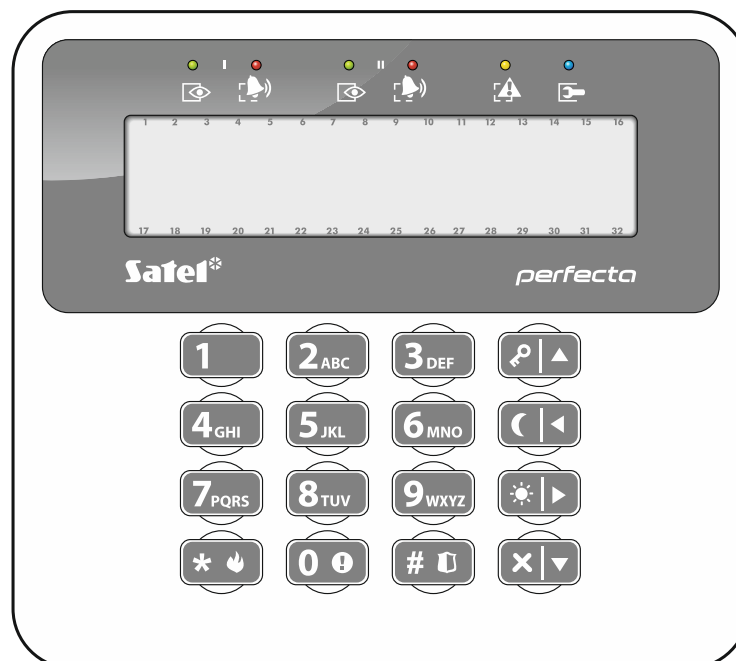 I II
1 2 3 4 5 6 7 8 9 10 11 12 13 14 15 16
17 18 19 20 21 22 23 24 25 26 27 28 29 30 31 32
Satel perfecta
1 2ABC 3DEF
4GHI 5JKL 6MNO
7PQRS 8TUV 9WXYZ
* 0 #